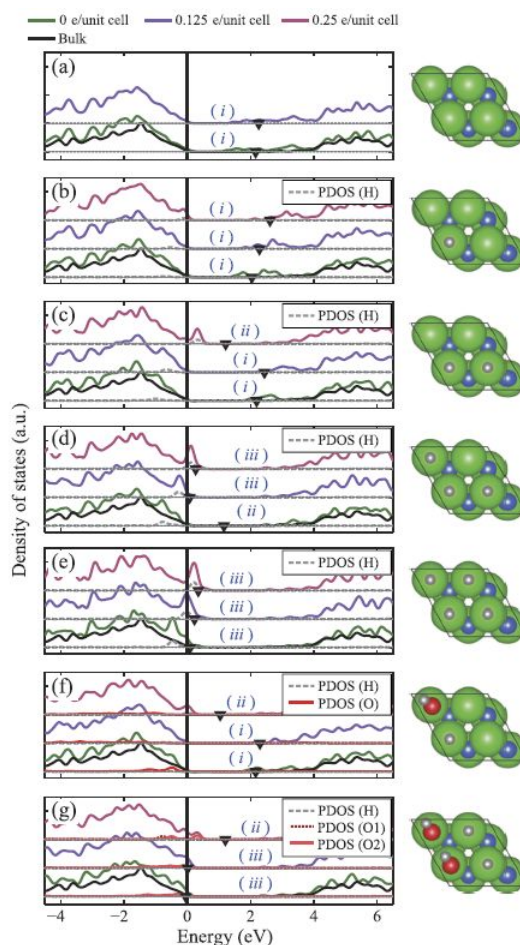 0 e/unit cell 0.125 e/unit cell 0.25 e/unit cell
Bulk
(a)
(i)
(i)
(b)
PDOS (H)
(i)
(i)
(i)
(c)
PDOS (H)
(ii)
(i)
(i)
(d)
PDOS (H)
(iii)
(iii)
(ii)
(e)
PDOS (H)
(iii)
(iii)
(iii)
(f)
PDOS (H)
PDOS (O)
(ii)
(i)
(i)
(g)
PDOS (H)
PDOS (O1)
PDOS (O2)
(ii)
(iii)
(iii)
Density of states (a.u.)
−4 −2 0 2 4 6
Energy (eV)